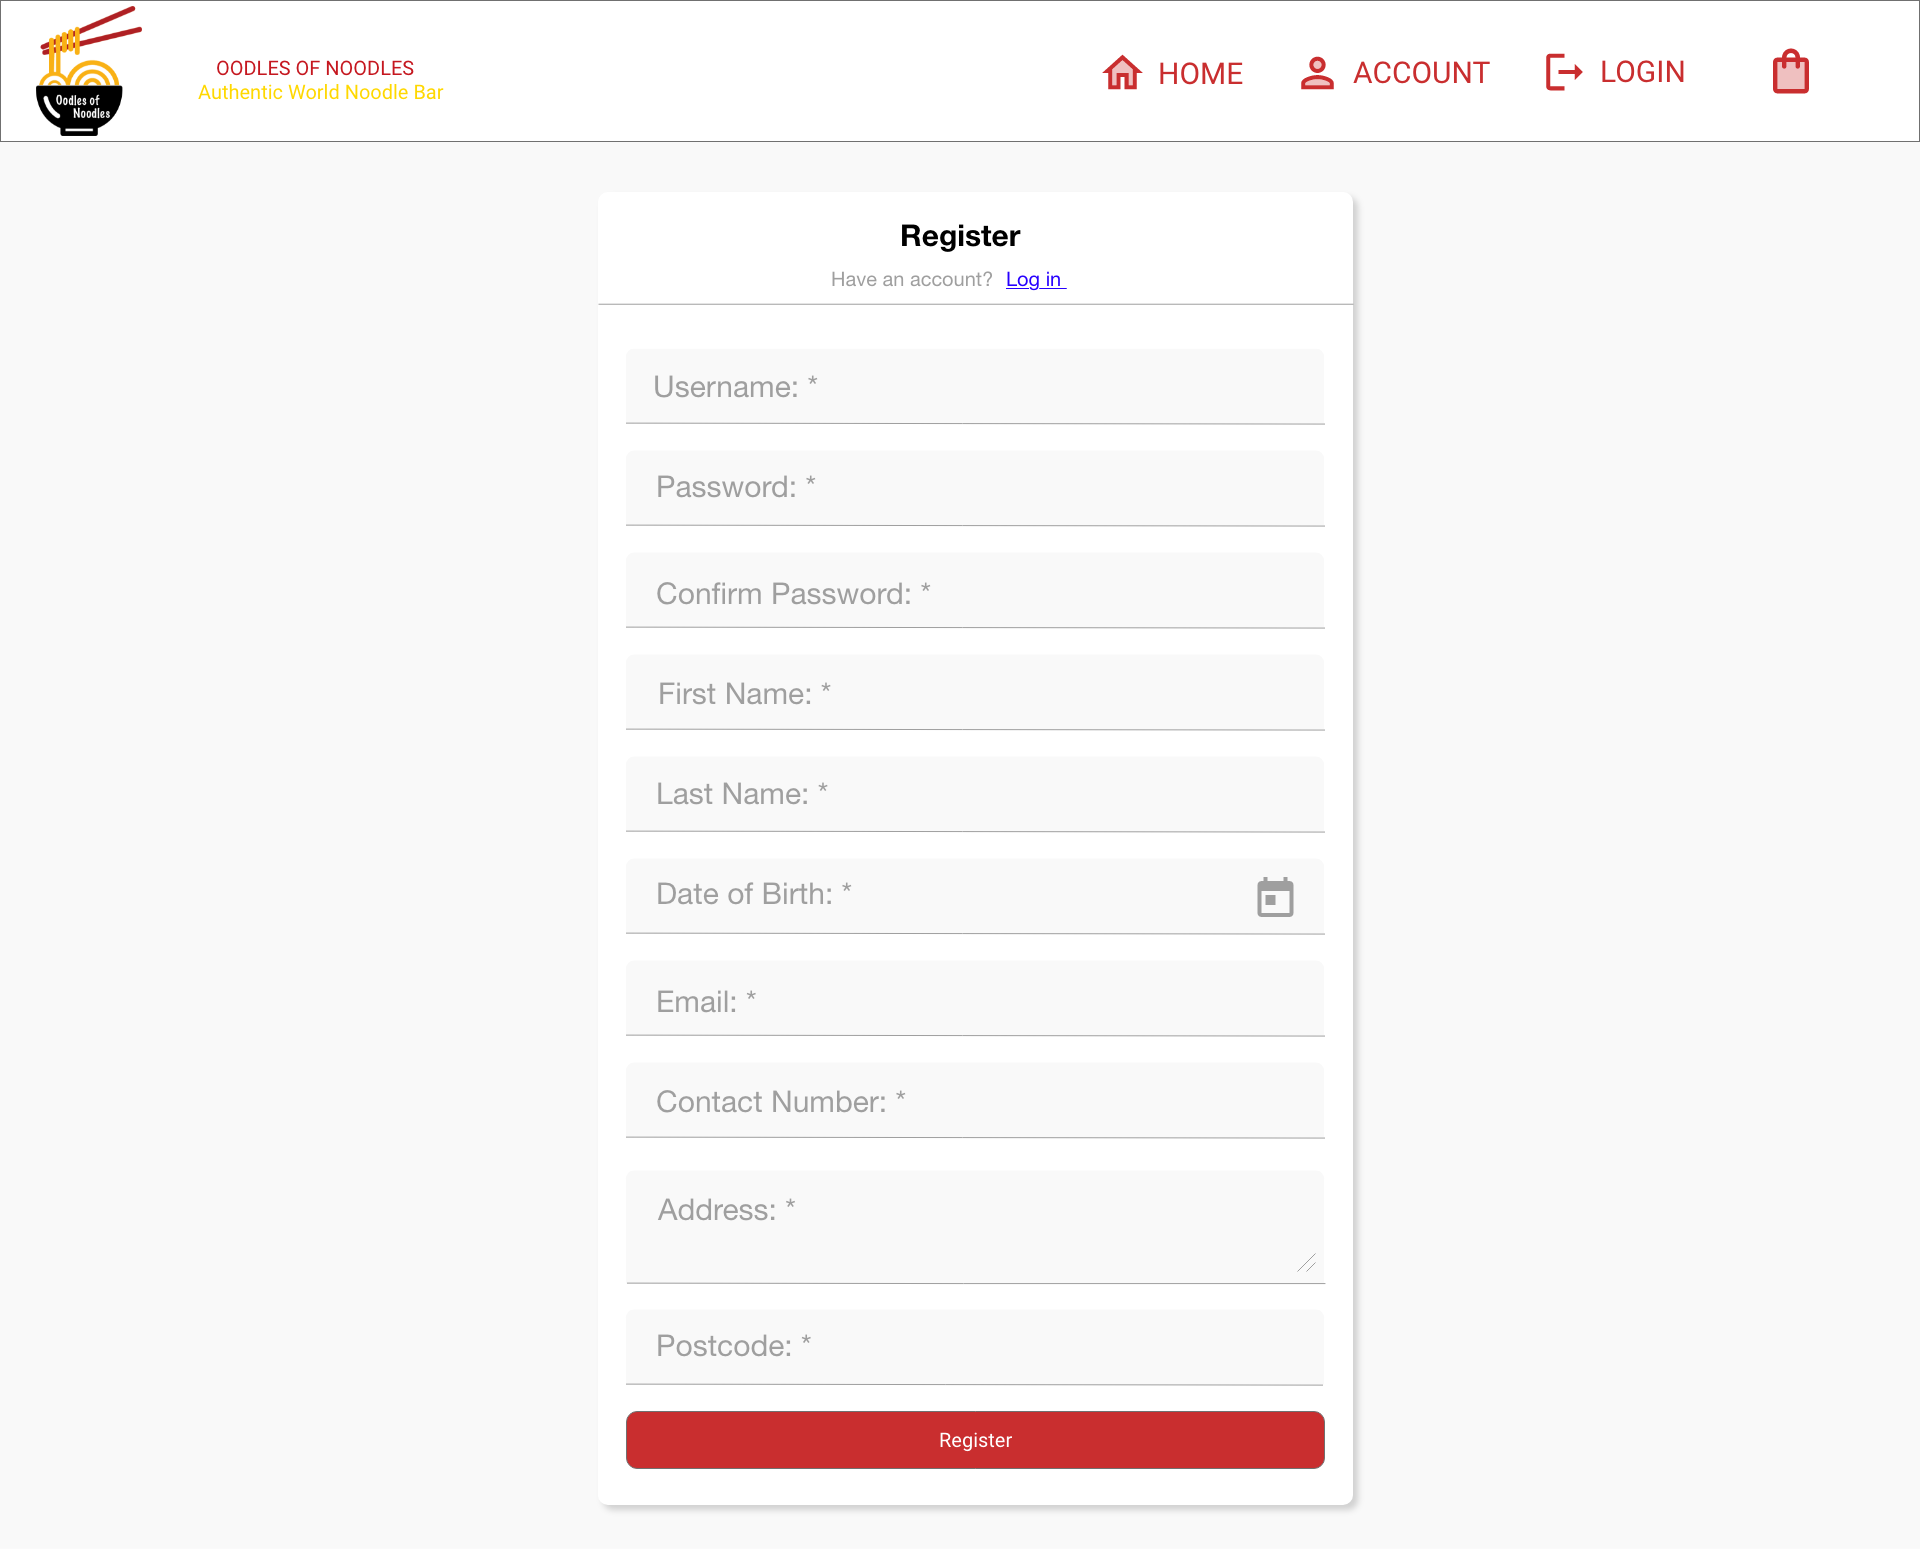 Oodles of
Noodles
OODLES OF NOODLES
Authentic World Noodle Bar
HOME
ACCOUNT
LOGIN
Register
Have an account? Log in
Username: *
Password: *
Confirm Password: *
First Name: *
Last Name: *
Date of Birth: *
Email: *
Contact Number: *
Address: *
Postcode: *
Register